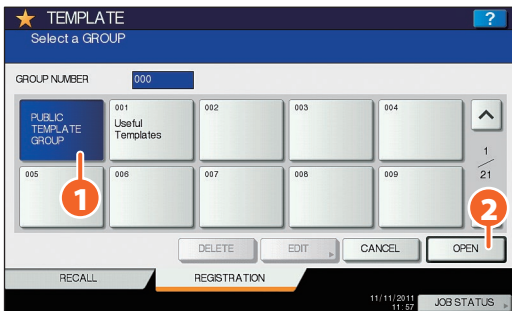 TEMPLATE
?
Select a GROUP
GROUP NUMBER 000
PUBLIC
TEMPLATE
GROUP
001
Useful
Templates
002
003
004
1
21
005
006
007
008
009
1
2
DELETE
EDIT
CANCEL
OPEN
RECALL
REGISTRATION
11/11/2011
11:57
JOB STATUS